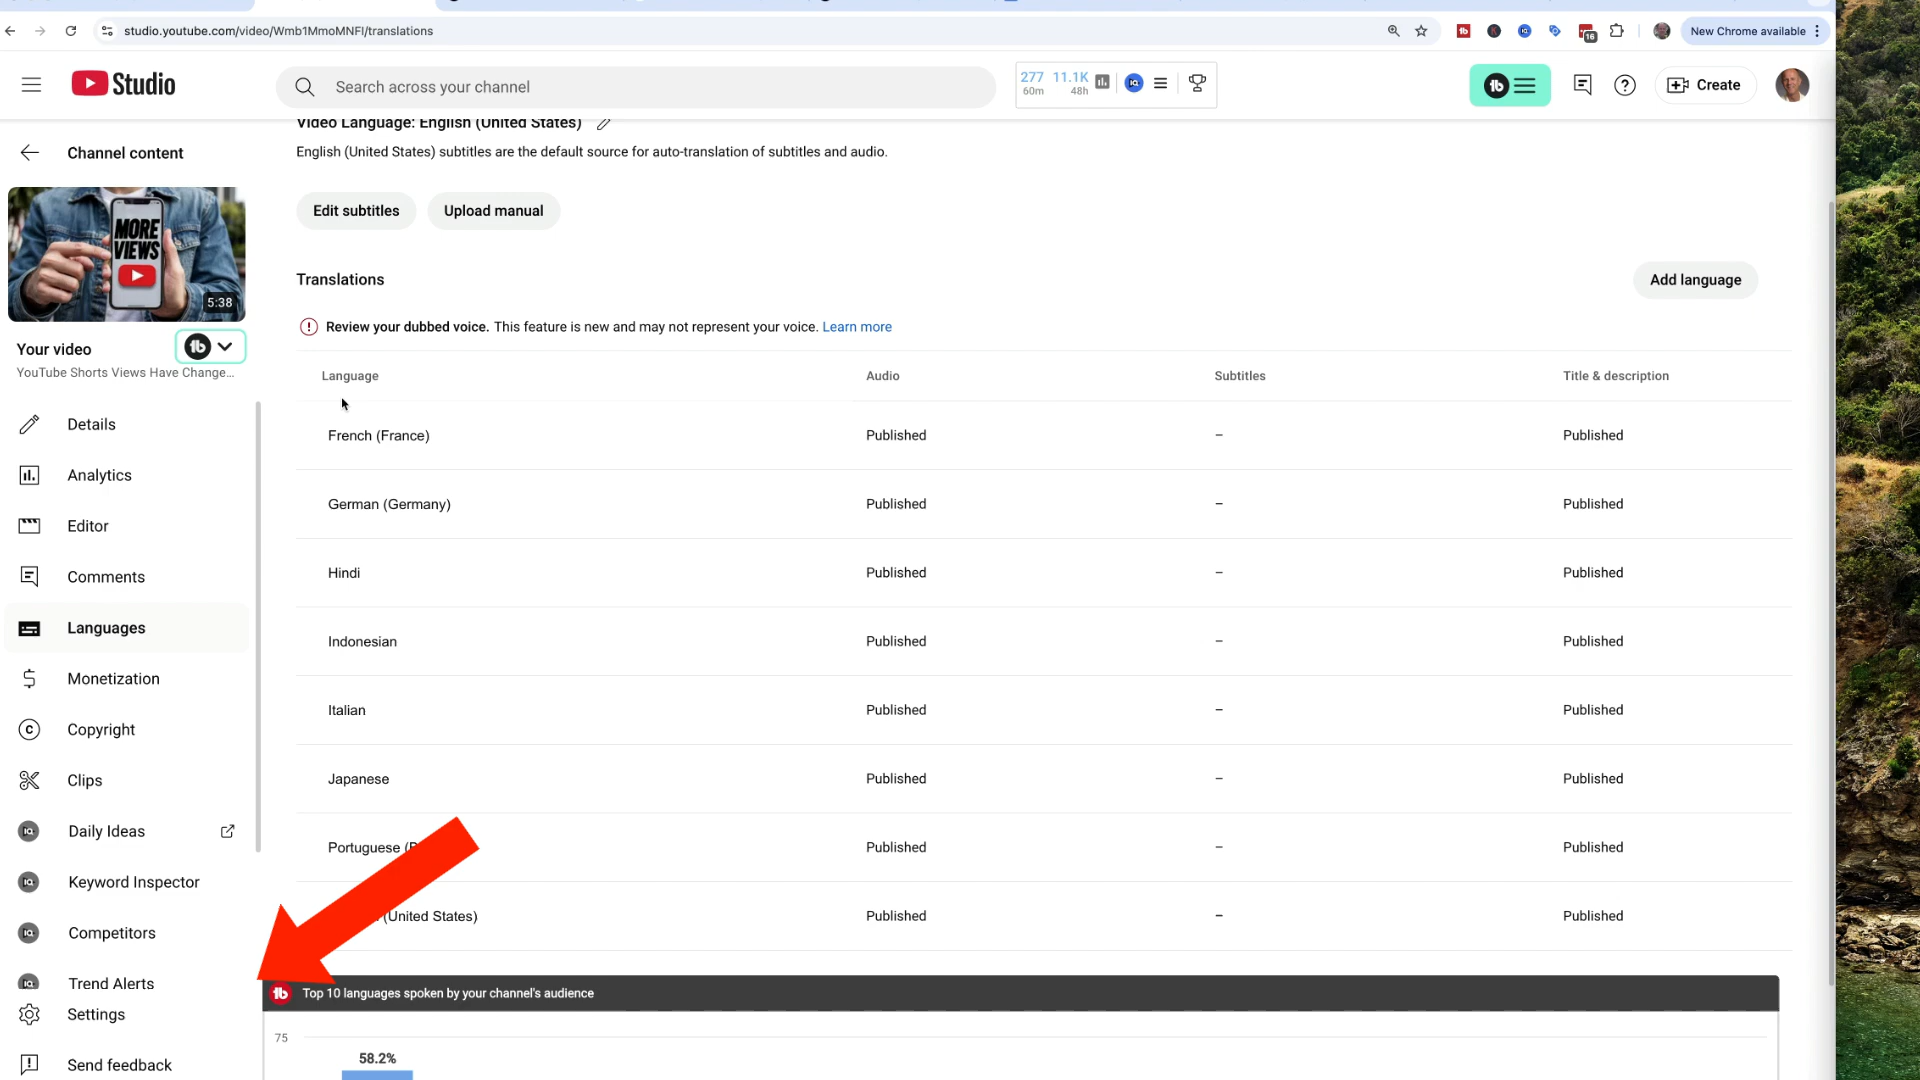 studio.youtube.com/video/Wmb1MmoMNFI/translations
16
New Chrome available
Studio
Search across your channel
277 11.1K
60m 48h
Create
Channel content
MORE
VIEWS
5:38
Your video
YouTube Shorts Views Have Change...
Details
Analytics
Editor
Comments
Languages
Monetization
Copyright
Clips
Daily Ideas
Keyword Inspector
Competitors
Trend Alerts
Settings
Send feedback
Video Language: English (United States)
English (United States) subtitles are the default source for auto-translation of subtitles and audio.
Edit subtitles Upload manual
Translations Add language
Review your dubbed voice. This feature is new and may not represent your voice. Learn more
Language Audio Subtitles Title & description
French (France) Published – Published
German (Germany) Published – Published
Hindi Published – Published
Indonesian Published – Published
Italian Published – Published
Japanese Published – Published
Portuguese Published – Published
(United States) Published – Published
Top 10 languages spoken by your channel's audience
75
58.2%